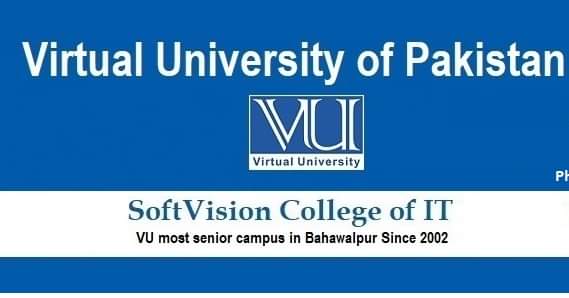 Virtual University of Pakistan
VU
Virtual University
Ph
SoftVision College of IT
VU most senior campus in Bahawalpur Since 2002